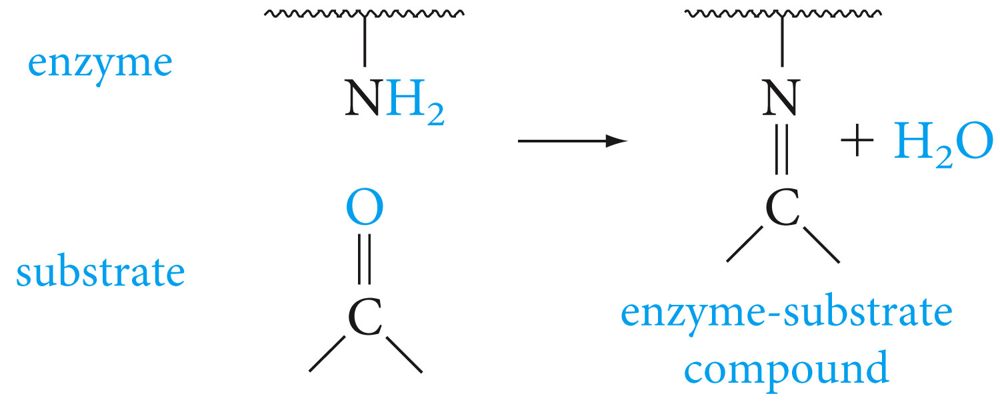 enzyme
NH₂
O
substrate
C
N
+ H₂O
C
enzyme-substrate
compound